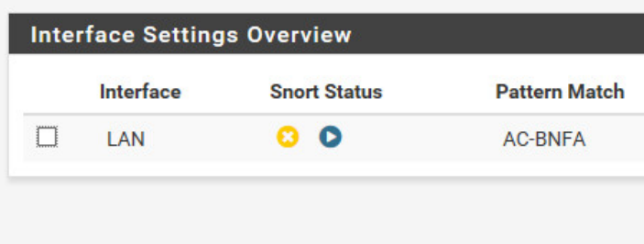 Interface Settings Overview
Interface Snort Status Pattern Match
LAN AC-BNFA